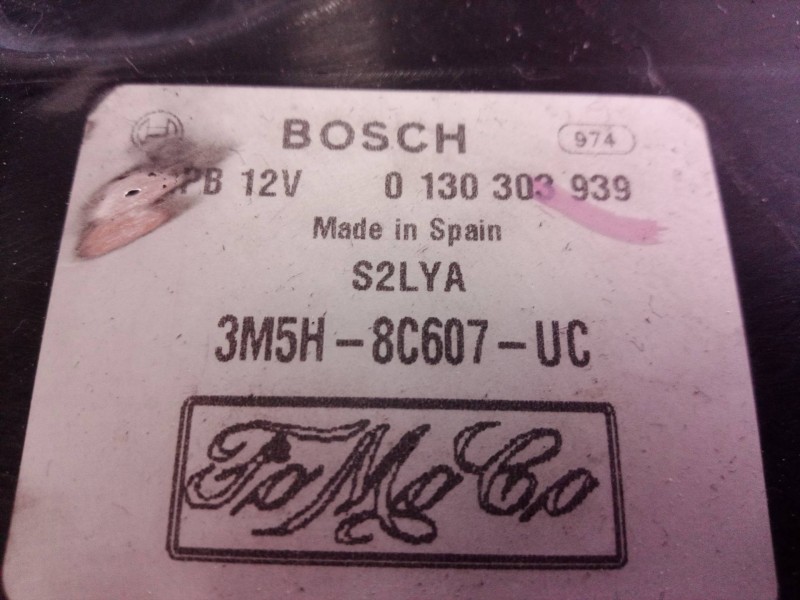 BOSCH 974
PB 12V 0 130 303 939
Made in Spain
S2LYA
3M5H-8C607-UC
FoMoCo